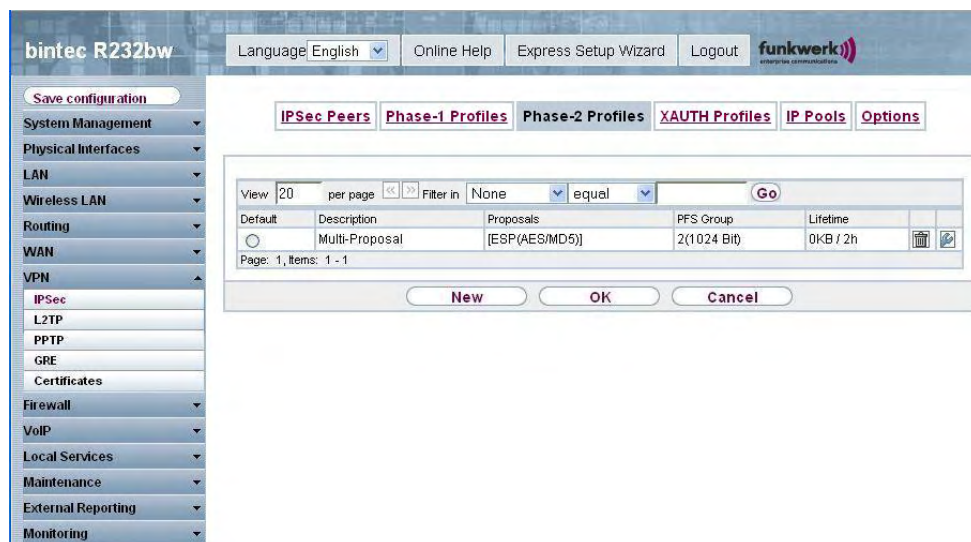 bintec R232bw
Language English Online Help Express Setup Wizard Logout funkwerk
enterprise communications
Save configuration
System Management
Physical Interfaces
LAN
Wireless LAN
Routing
WAN
VPN
IPSec
L2TP
PPTP
GRE
Certificates
Firewall
VoIP
Local Services
Maintenance
External Reporting
Monitoring
IPSec Peers Phase-1 Profiles Phase-2 Profiles XAUTH Profiles IP Pools Options
View 20 per page << >> Filter in None equal Go
Default Description Proposals PFS Group Lifetime
Multi-Proposal [ESP(AES/MD5)] 2(1024 Bit) 0KB / 2h
Page: 1, Items: 1 - 1
New OK Cancel